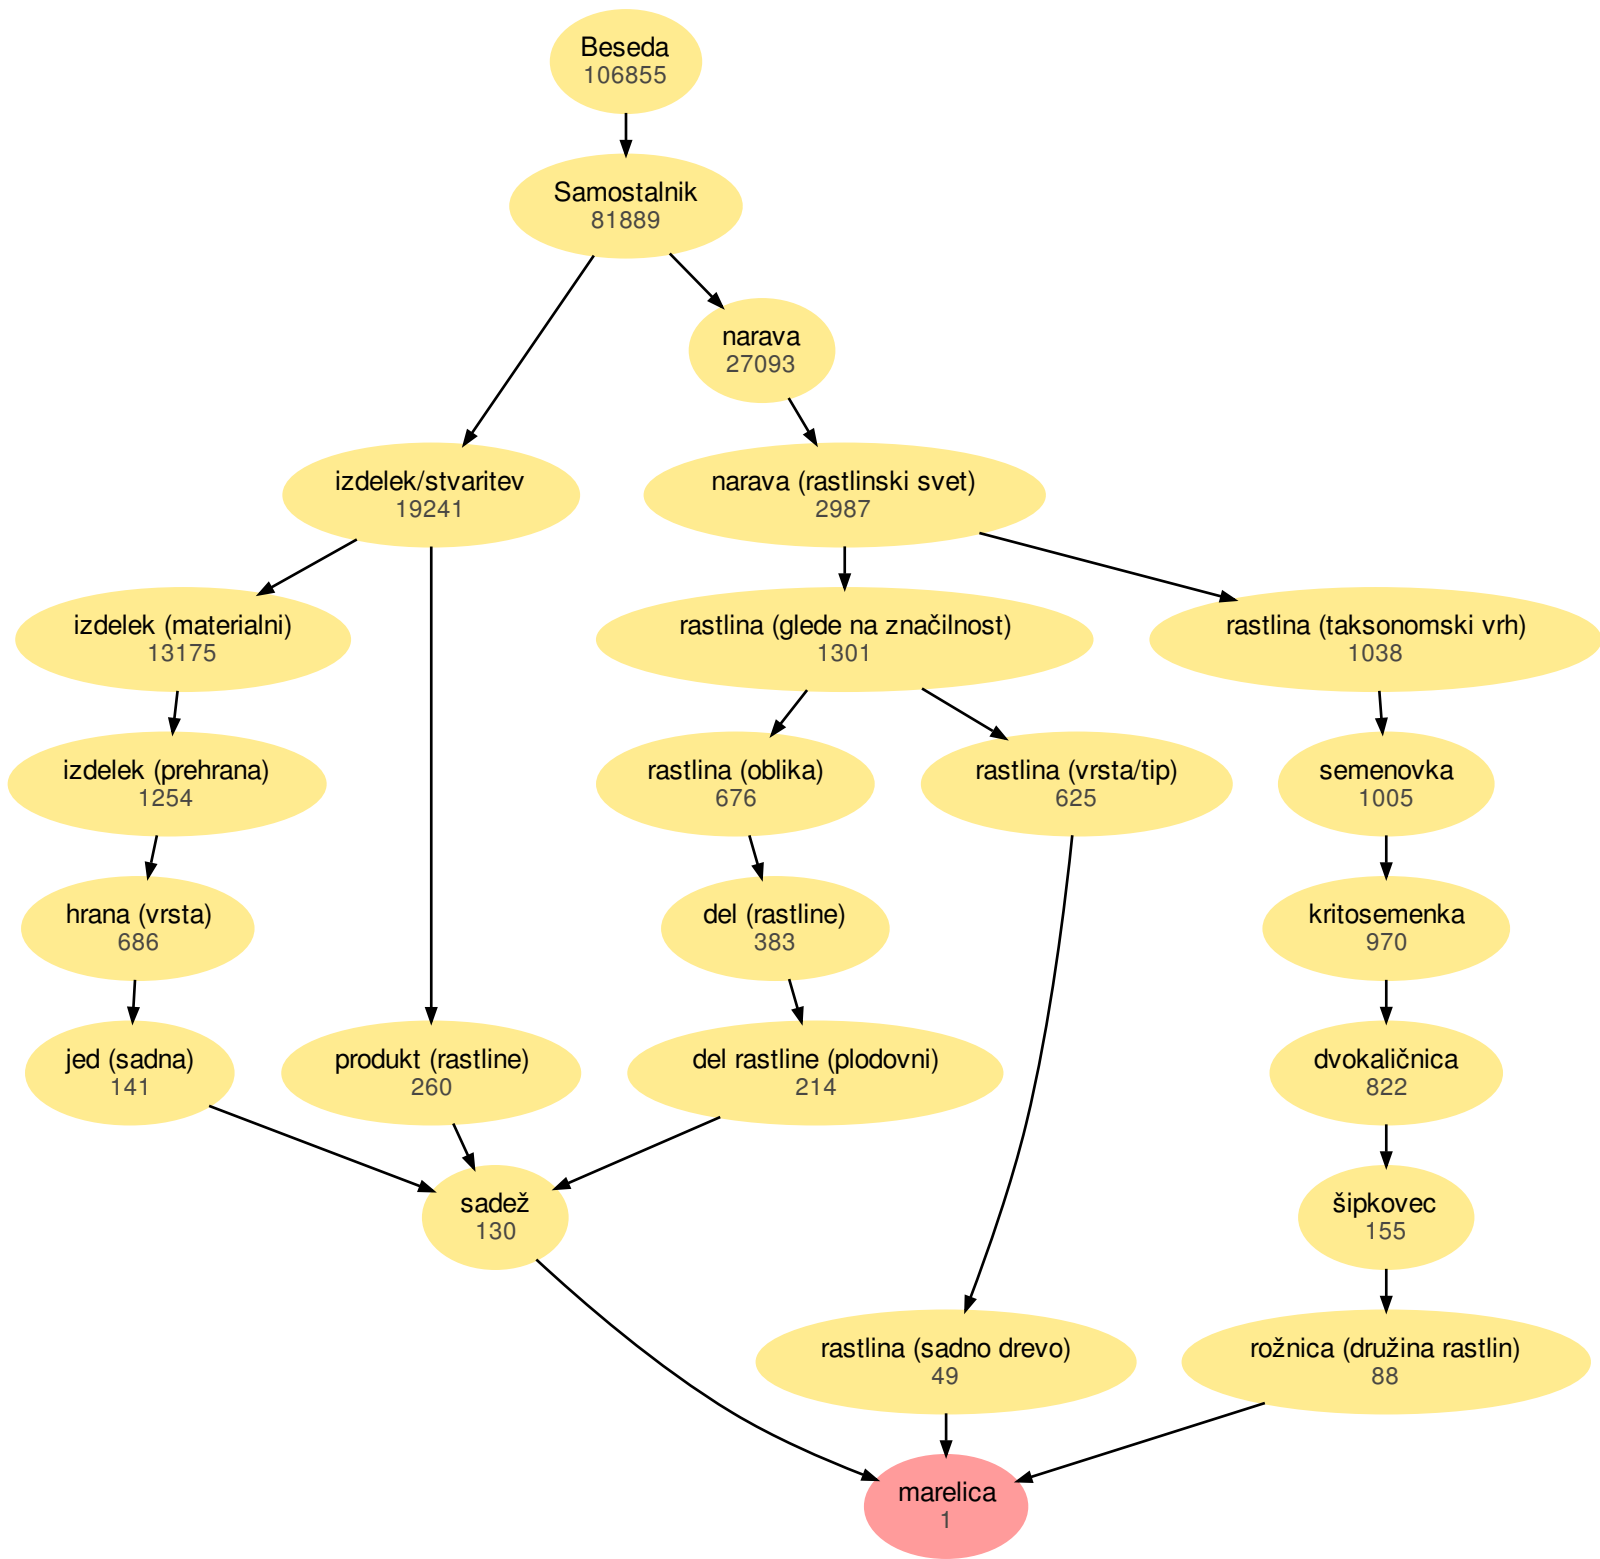 Beseda
106855
Samostalnik
81889
narava
27093
izdelek/stvaritev
19241
narava (rastlinski svet)
2987
izdelek (materialni)
13175
rastlina (glede na značilnost)
1301
rastlina (taksonomski vrh)
1038
izdelek (prehrana)
1254
rastlina (oblika)
676
rastlina (vrsta/tip)
625
semenovka
1005
hrana (vrsta)
686
del (rastline)
383
kritosemenka
970
jed (sadna)
141
produkt (rastline)
260
del rastline (plodovni)
214
dvokaličnica
822
sadež
130
šipkovec
155
rastlina (sadno drevo)
49
rožnica (družina rastlin)
88
marelica
1